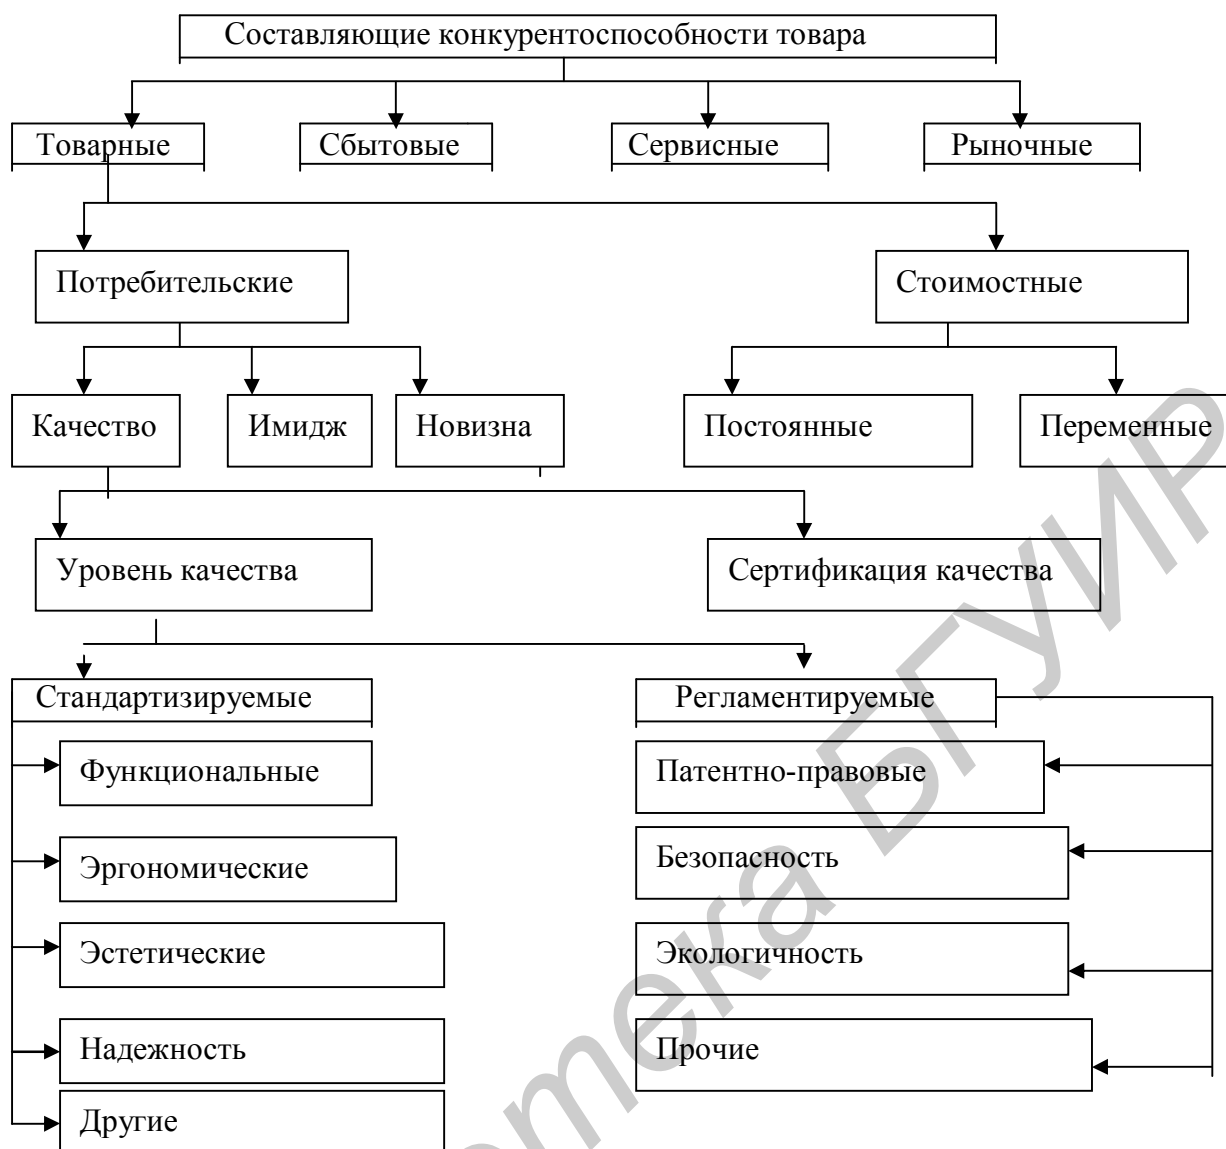 Составляющие конкурентоспособности товара
Товарные
Сбытовые
Сервисные
Рыночные
Потребительские
Стоимостные
Качество
Имидж
Новизна
Постоянные
Переменные
Уровень качества
Сертификация качества
Стандартизируемые
Регламентируемые
Функциональные
Патентно-правовые
Эргономические
Безопасность
Эстетические
Экологичность
Надежность
Прочие
Другие
БГУИР